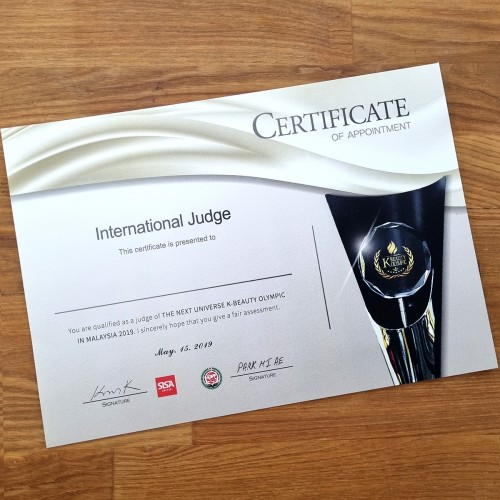 CERTIFICATE
OF APPOINTMENT
International Judge
This certificate is presented to
You are qualified as a judge of THE NEXT UNIVERSE K-BEAUTY OLYMPIC
IN MALAYSIA 2019. I sincerely hope that you give a fair assessment.
May, 15, 2019
SIGNATURE
PARK MI AE
SIGNATURE
K BEAUTY